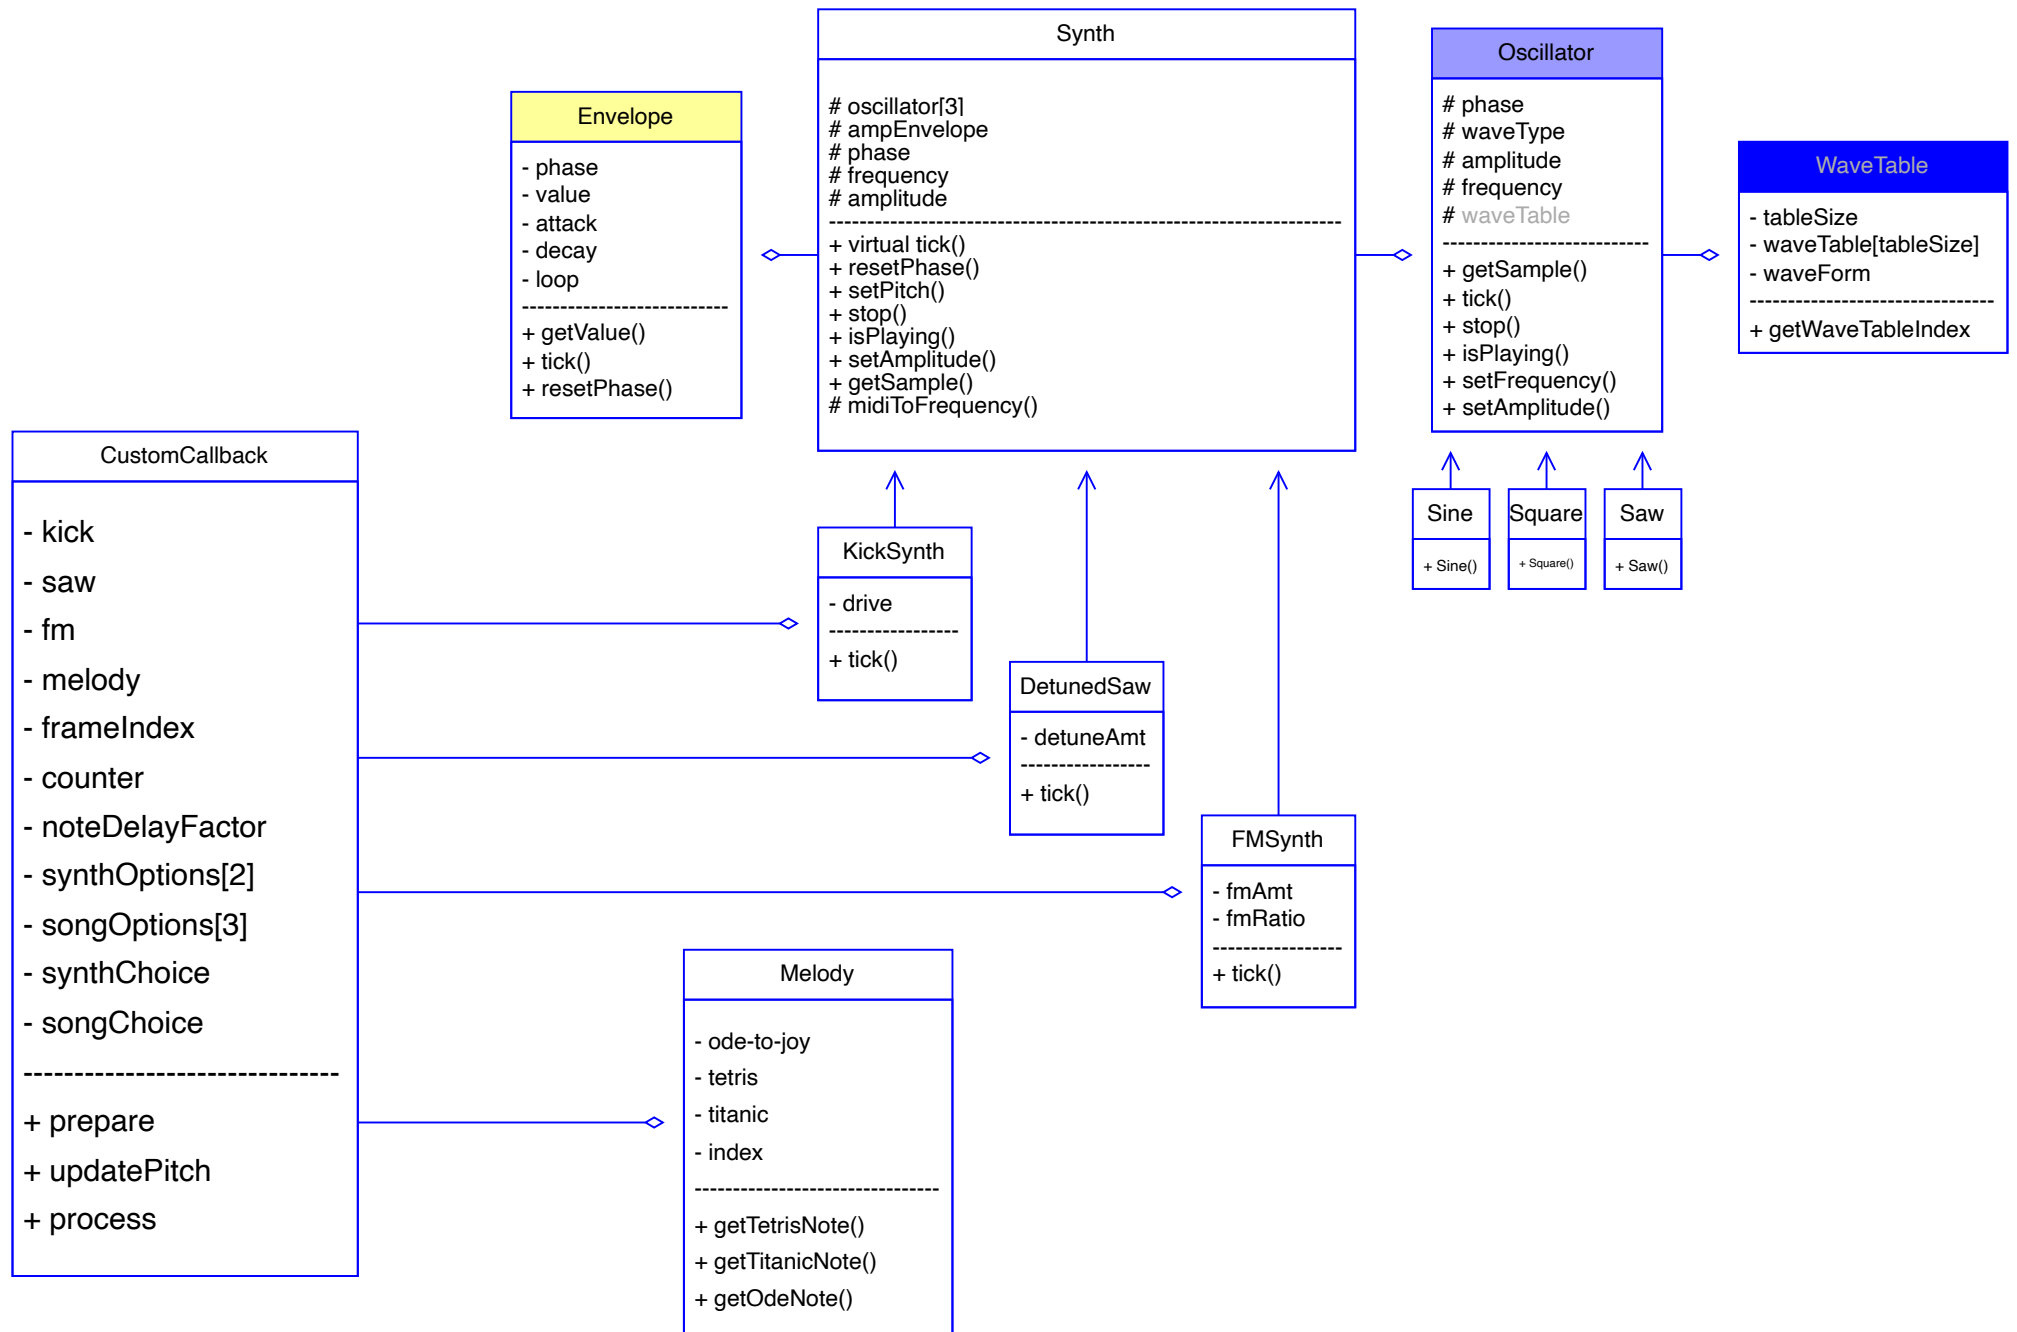 Synth
# oscillator[3]
# ampEnvelope
# phase
# frequency
# amplitude
--------------------------------------------------------------------
+ virtual tick()
+ resetPhase()
+ setPitch()
+ stop()
+ isPlaying()
+ setAmplitude()
+ getSample()
# midiToFrequency()
Oscillator
# phase
# waveType
# amplitude
# frequency
# waveTable
---------------------------
+ getSample()
+ tick()
+ stop()
+ isPlaying()
+ setFrequency()
+ setAmplitude()
Envelope
- phase
- value
- attack
- decay
- loop
---------------------------
+ getValue()
+ tick()
+ resetPhase()
WaveTable
- tableSize
- waveTable[tableSize]
- waveForm
--------------------------------
+ getWaveTableIndex
CustomCallback
- kick
- saw
- fm
- melody
- frameIndex
- counter
- noteDelayFactor
- synthOptions[2]
- songOptions[3]
- synthChoice
- songChoice
-------------------------------
+ prepare
+ updatePitch
+ process
Sine
+ Sine()
Square
+ Square()
Saw
+ Saw()
KickSynth
- drive
-----------------
+ tick()
DetunedSaw
- detuneAmt
-----------------
+ tick()
FMSynth
- fmAmt
- fmRatio
-----------------
+ tick()
Melody
- ode-to-joy
- tetris
- titanic
- index
--------------------------------
+ getTetrisNote()
+ getTitanicNote()
+ getOdeNote()